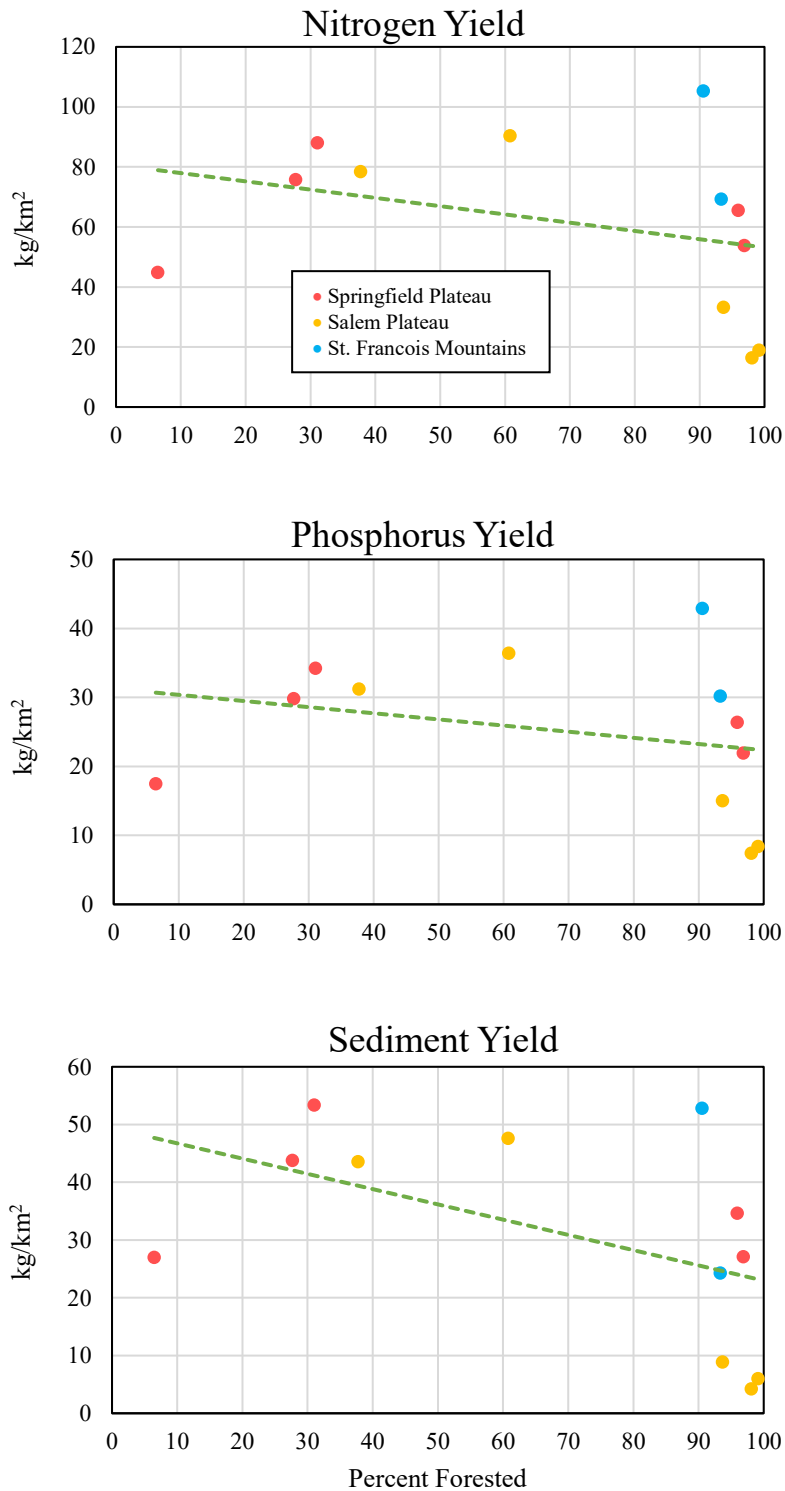 Nitrogen Yield
120
100
80
60
40
20
0
kg/km²
Springfield Plateau
Salem Plateau
St. Francois Mountains
0 10 20 30 40 50 60 70 80 90 100
Phosphorus Yield
50
40
30
20
10
0
kg/km²
0 10 20 30 40 50 60 70 80 90 100
Sediment Yield
60
50
40
30
20
10
0
kg/km²
0 10 20 30 40 50 60 70 80 90 100
Percent Forested